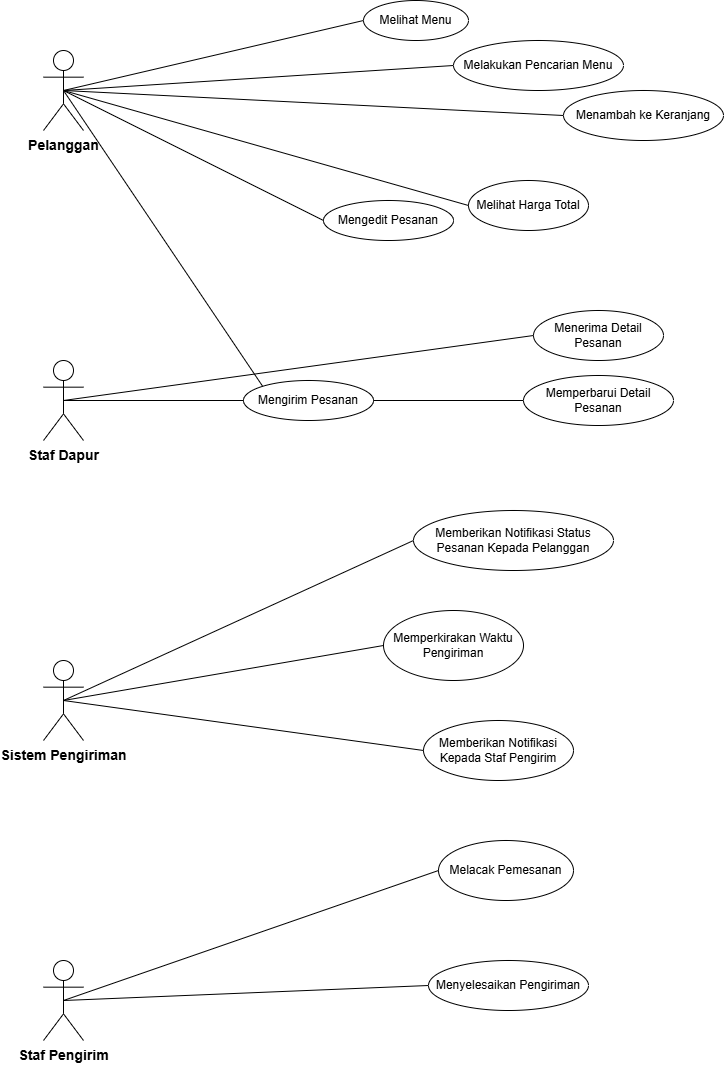 Melihat Menu
Melakukan Pencarian Menu
Menambah ke Keranjang
Pelanggan
Melihat Harga Total
Mengedit Pesanan
Menerima Detail
Pesanan
Mengirim Pesanan
Memperbarui Detail
Pesanan
Staf Dapur
Memberikan Notifikasi Status
Pesanan Kepada Pelanggan
Memperkirakan Waktu
Pengiriman
Sistem Pengiriman
Memberikan Notifikasi
Kepada Staf Pengirim
Melacak Pemesanan
Menyelesaikan Pengiriman
Staf Pengirim